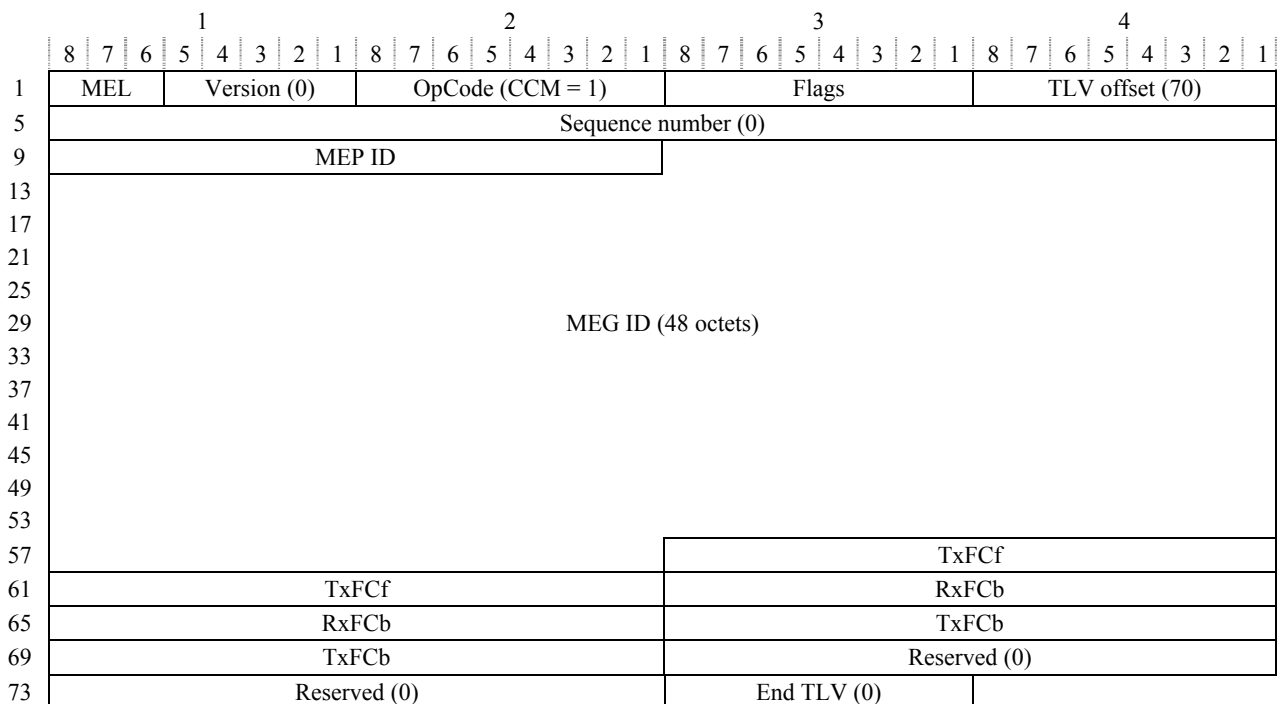 1 2 3 4
8 7 6 5 4 3 2 1 8 7 6 5 4 3 2 1 8 7 6 5 4 3 2 1 8 7 6 5 4 3 2 1
1 MEL Version (0) OpCode (CCM = 1) Flags TLV offset (70)
5 Sequence number (0)
9 MEP ID
13
17
21
25
29 MEG ID (48 octets)
33
37
41
45
49
53
57 TxFCf
61 TxFCf RxFCb
65 RxFCb TxFCb
69 TxFCb Reserved (0)
73 Reserved (0) End TLV (0)